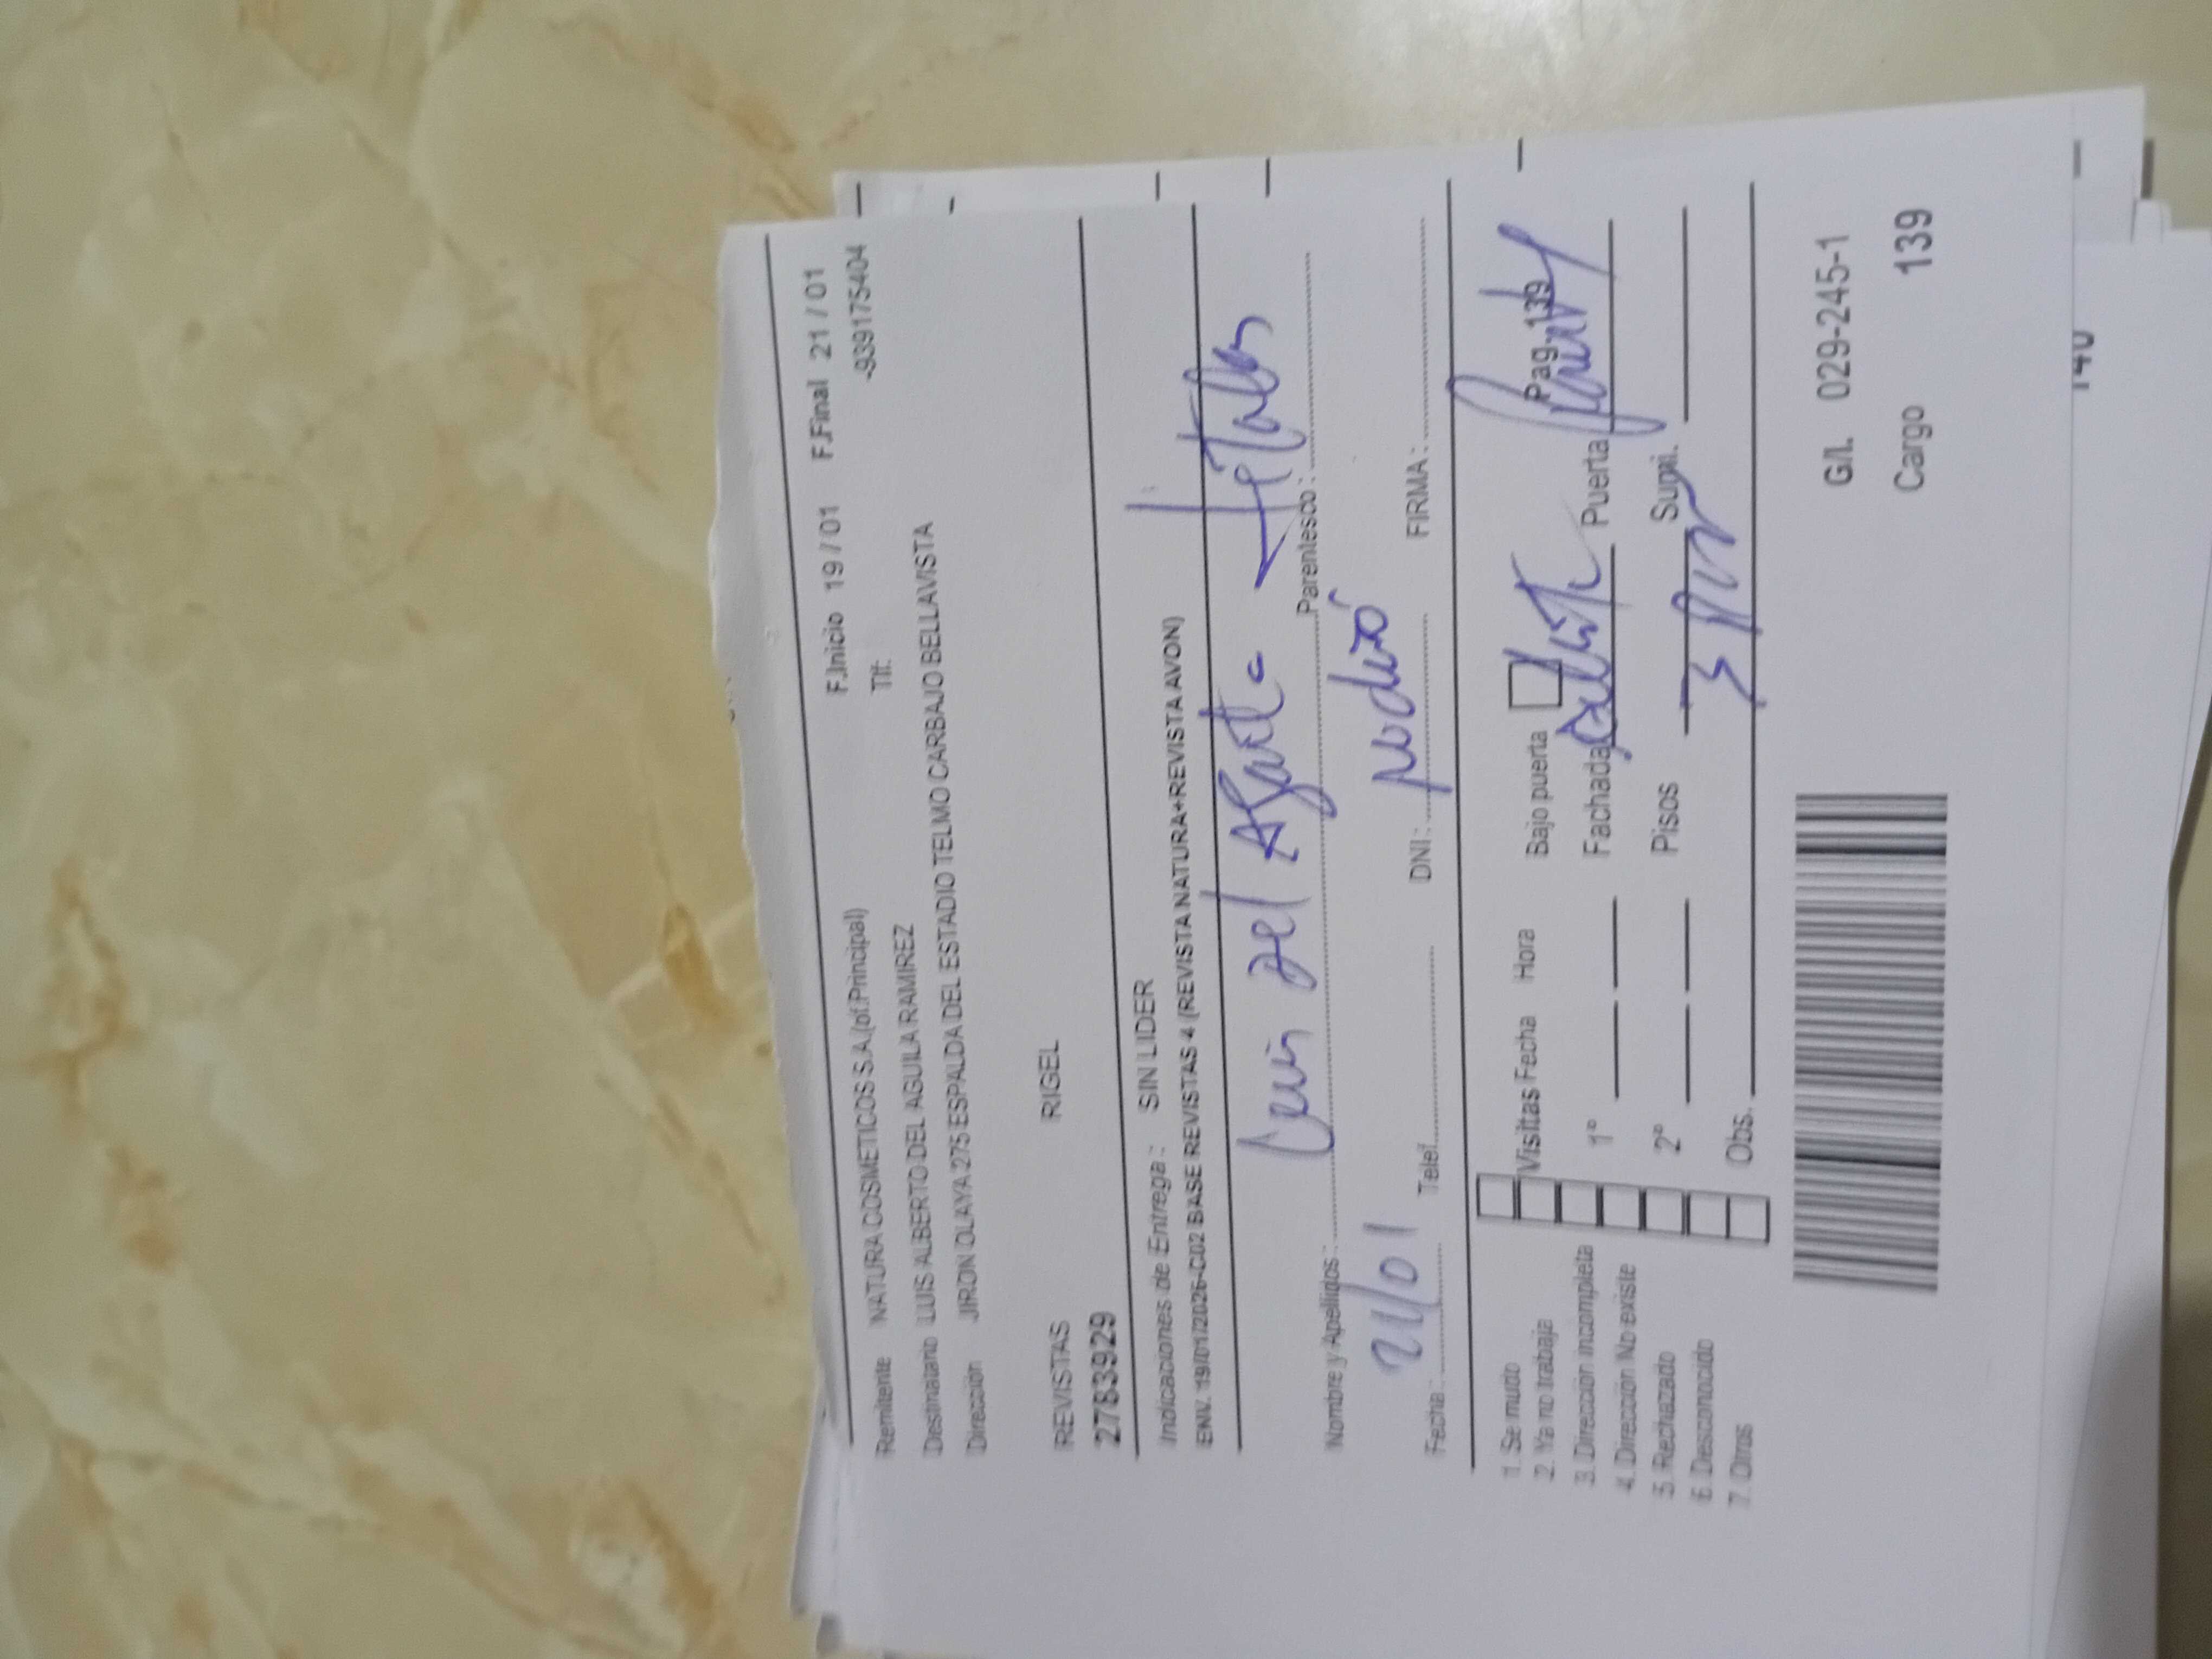 F.Inicio 19 / 01 F.Final 21 / 01
Remitente NATURA COSMETICOS S.A.(of.Principal) Tlf: -939175404
Destinatario LUIS ALBERTO DEL AGUILA RAMIREZ
Dirección JIRON OLAYA 275 ESPALDA DEL ESTADIO TELMO CARBAJO BELLAVISTA
REVISTAS RIGEL
2783929
Indicaciones de Entrega : SIN LIDER
ENV. 19/01/2026-C02 BASE REVISTAS 4 (REVISTA NATURA+REVISTA AVON)
Luis del
Nombre y Apellidos : Parentesco :
21/01
Fecha : Telef. DNI : FIRMA :
Pag. 139
1. Se mudo
2. Ya no trabaja Visitas Fecha Hora Bajo puerta
3. Dirección incompleta 1° Fachada Puerta
4. Dirección No existe
5. Rechazado 2° Pisos Sumi.
6. Desconocido
7. Otros Obs.
G/L 029-245-1
Cargo 139
140